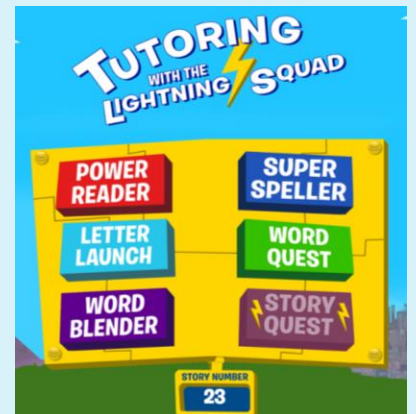 TUTORING
WITH THE
LIGHTNING SQUAD
POWER
READER
SUPER
SPELLER
LETTER
LAUNCH
WORD
QUEST
WORD
BLENDER
STORY
QUEST
STORY NUMBER
23